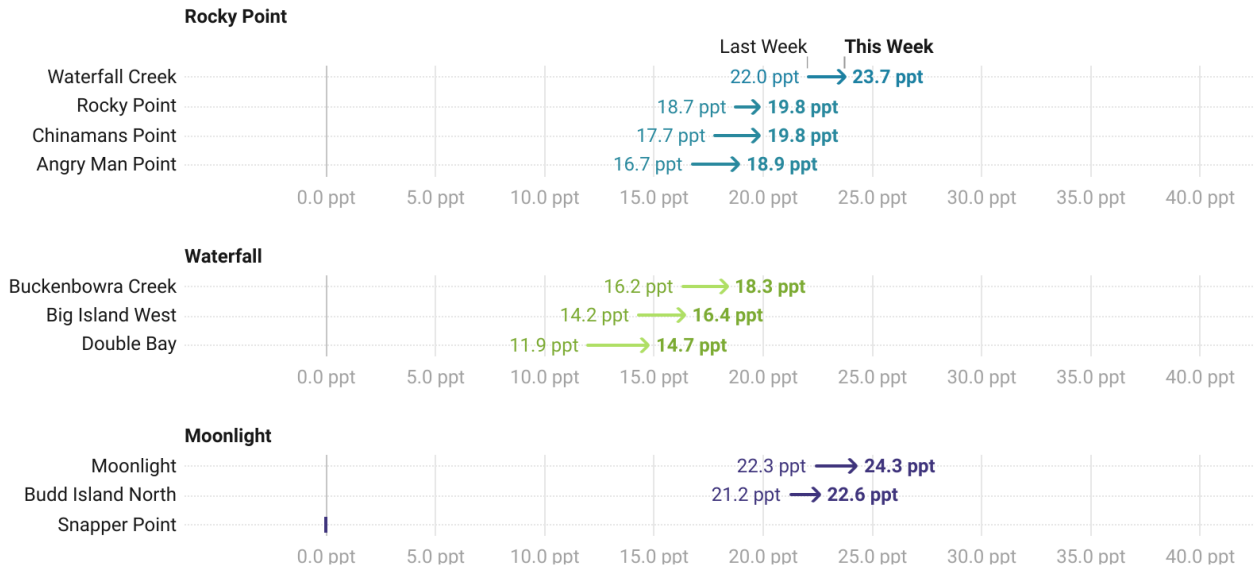 Rocky Point
Last Week This Week
Waterfall Creek 22.0 ppt 23.7 ppt
Rocky Point 18.7 ppt 19.8 ppt
Chinamans Point 17.7 ppt 19.8 ppt
Angry Man Point 16.7 ppt 18.9 ppt
0.0 ppt 5.0 ppt 10.0 ppt 15.0 ppt 20.0 ppt 25.0 ppt 30.0 ppt 35.0 ppt 40.0 ppt
Waterfall
Buckenbowra Creek 16.2 ppt 18.3 ppt
Big Island West 14.2 ppt 16.4 ppt
Double Bay 11.9 ppt 14.7 ppt
0.0 ppt 5.0 ppt 10.0 ppt 15.0 ppt 20.0 ppt 25.0 ppt 30.0 ppt 35.0 ppt 40.0 ppt
Moonlight
Moonlight 22.3 ppt 24.3 ppt
Budd Island North 21.2 ppt 22.6 ppt
Snapper Point
0.0 ppt 5.0 ppt 10.0 ppt 15.0 ppt 20.0 ppt 25.0 ppt 30.0 ppt 35.0 ppt 40.0 ppt